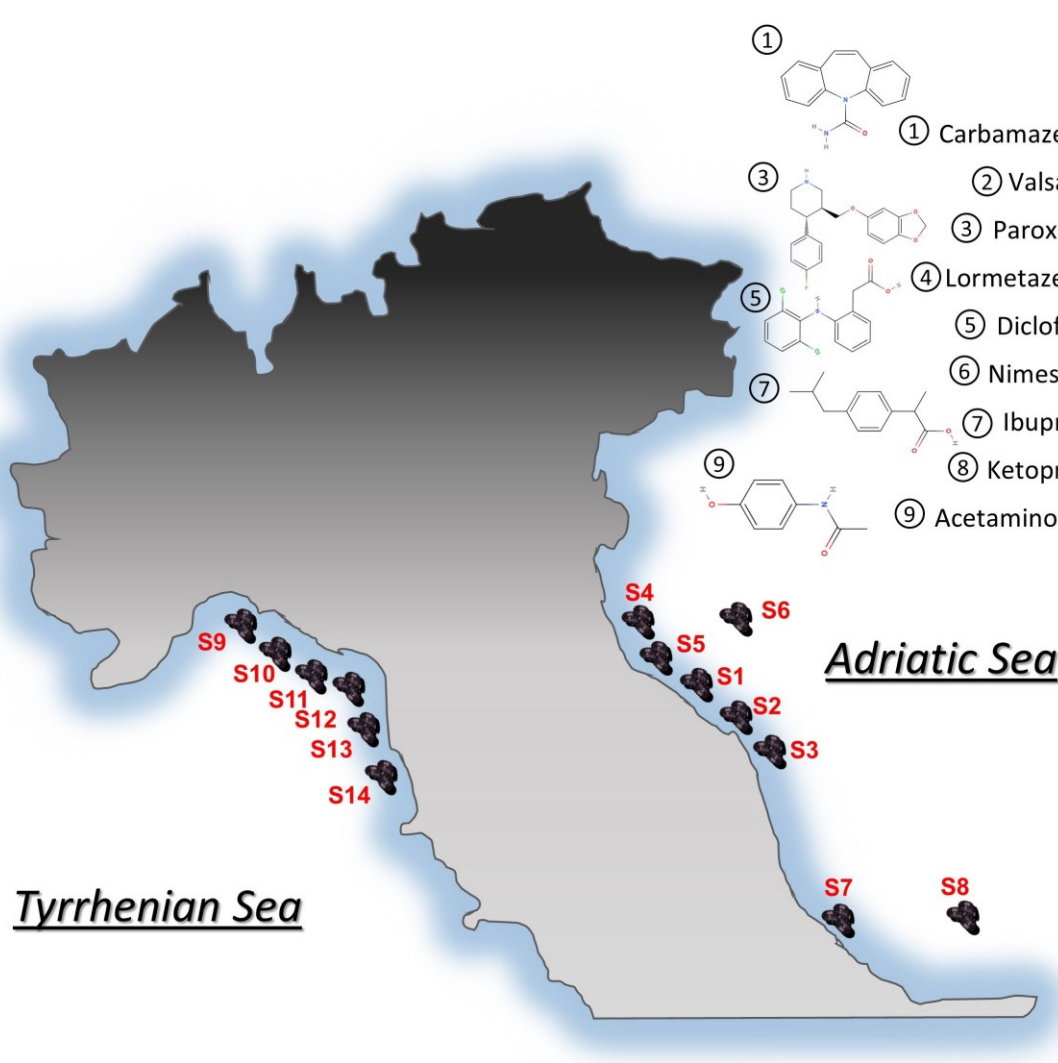 ①
① Carbamaze
③
② Valsa
③ Parox
④ Lormetaze
⑤
⑤ Diclof
⑥ Nimes
⑦
⑦ Ibupr
⑧ Ketopr
⑨
⑨ Acetamino
S4
S6
S9
S5
S10
S1
S11
S2
S12
S13
S3
S14
Adriatic Sea
Tyrrhenian Sea
S7
S8